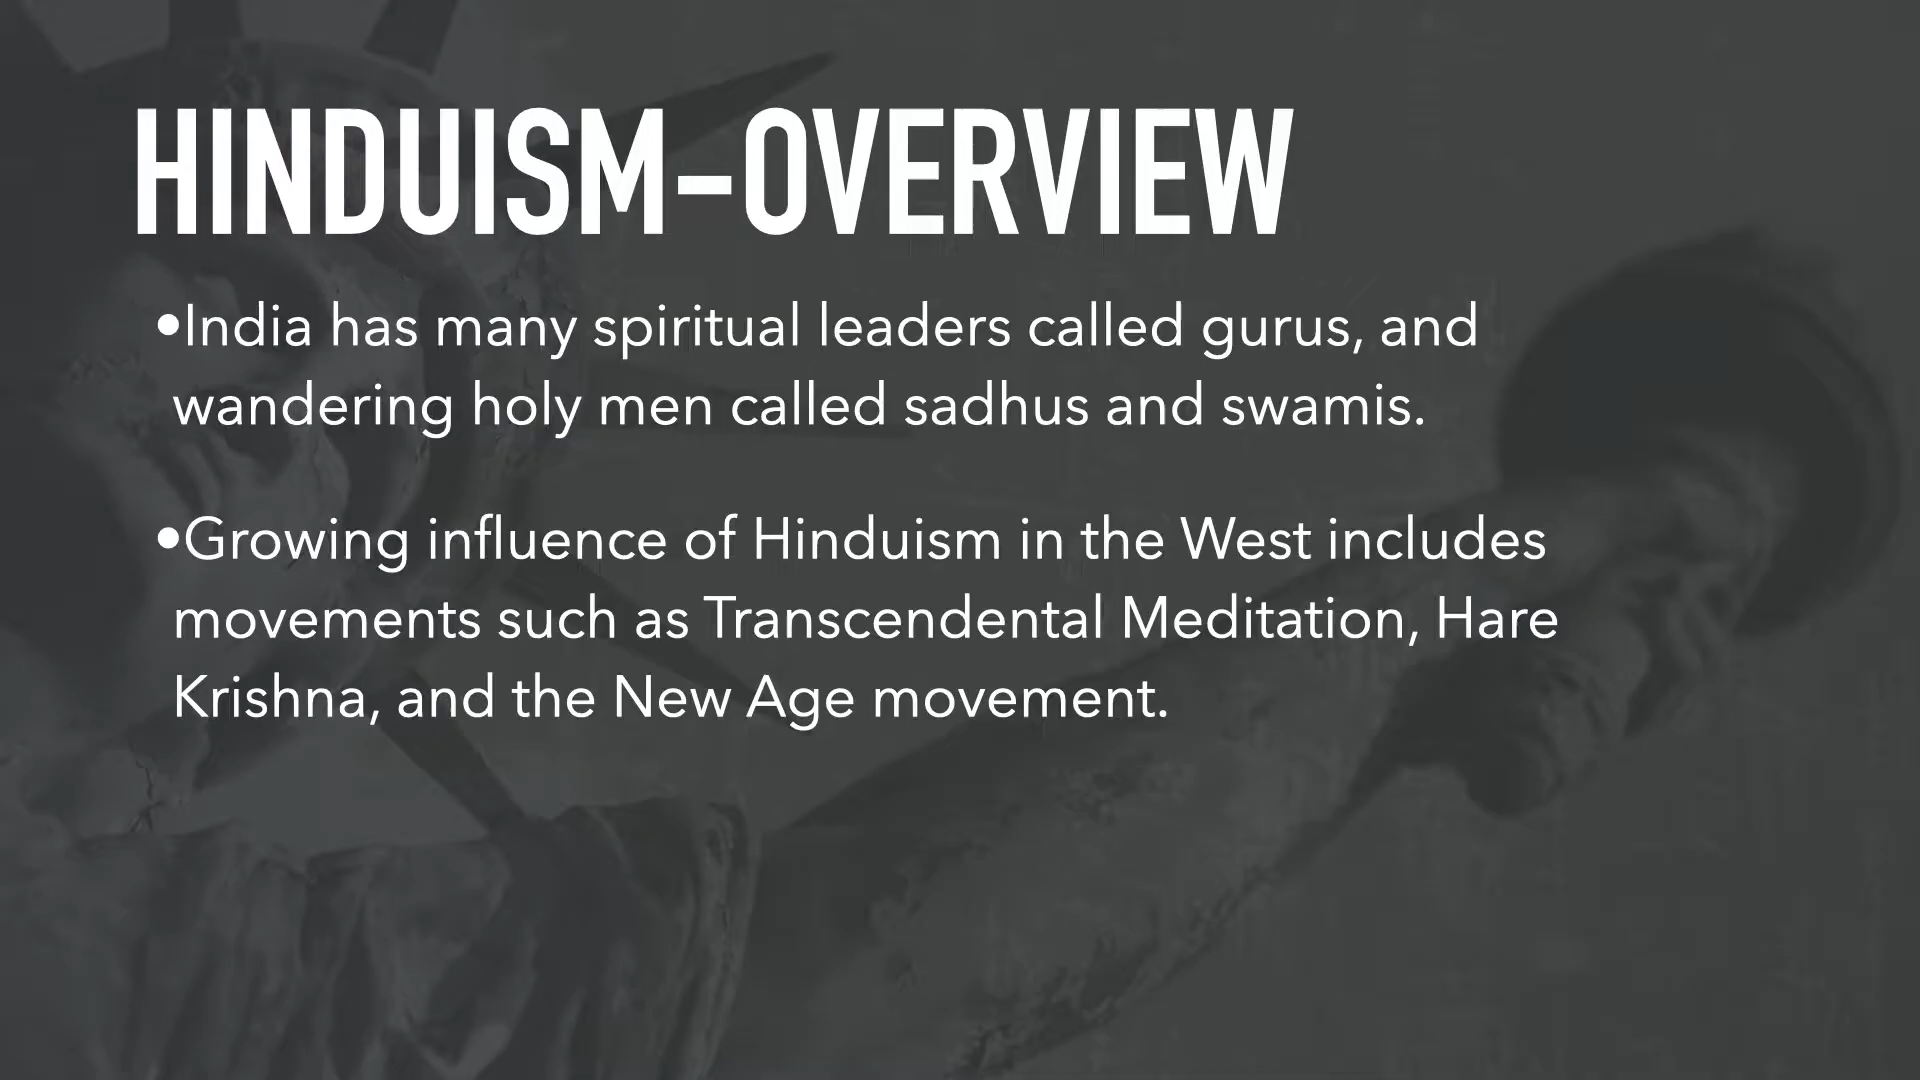 HINDUISM–OVERVIEW
•India has many spiritual leaders called gurus, and
wandering holy men called sadhus and swamis.
•Growing influence of Hinduism in the West includes
movements such as Transcendental Meditation, Hare
Krishna, and the New Age movement.